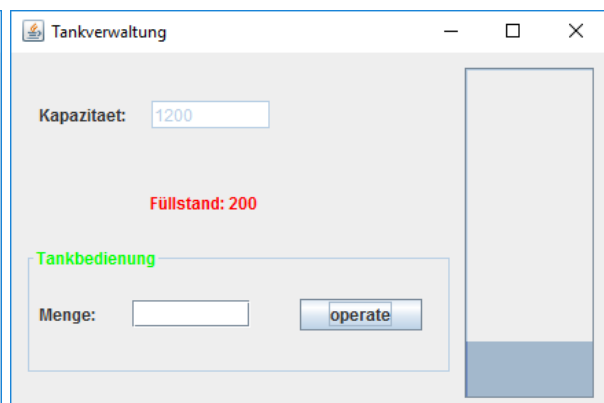 Tankverwaltung
Kapazitaet: 1200
Füllstand: 200
Tankbedienung
Menge: operate